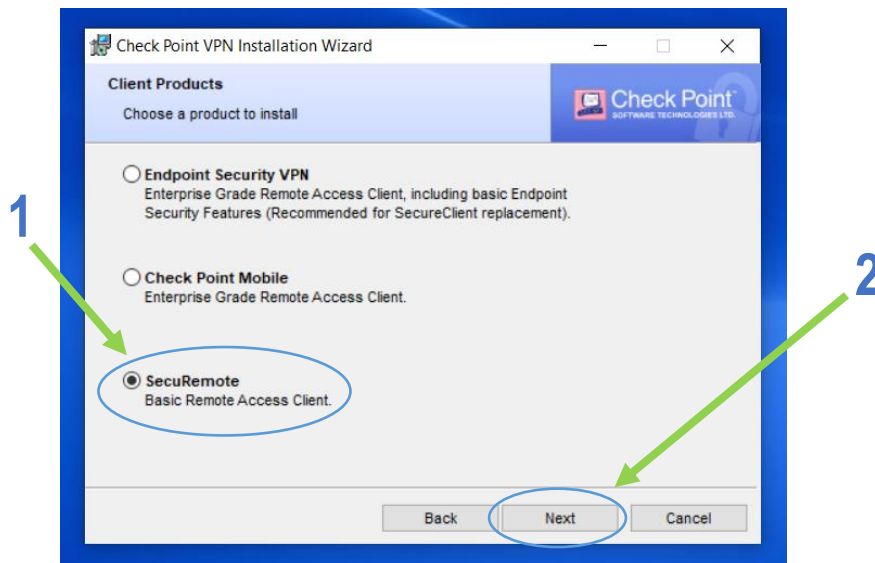 Check Point VPN Installation Wizard
Client Products
Choose a product to install
Check Point™
SOFTWARE TECHNOLOGIES LTD.
Endpoint Security VPN
Enterprise Grade Remote Access Client, including basic Endpoint
Security Features (Recommended for SecureClient replacement).
1
Check Point Mobile
Enterprise Grade Remote Access Client.
2
SecuRemote
Basic Remote Access Client.
Back
Next
Cancel